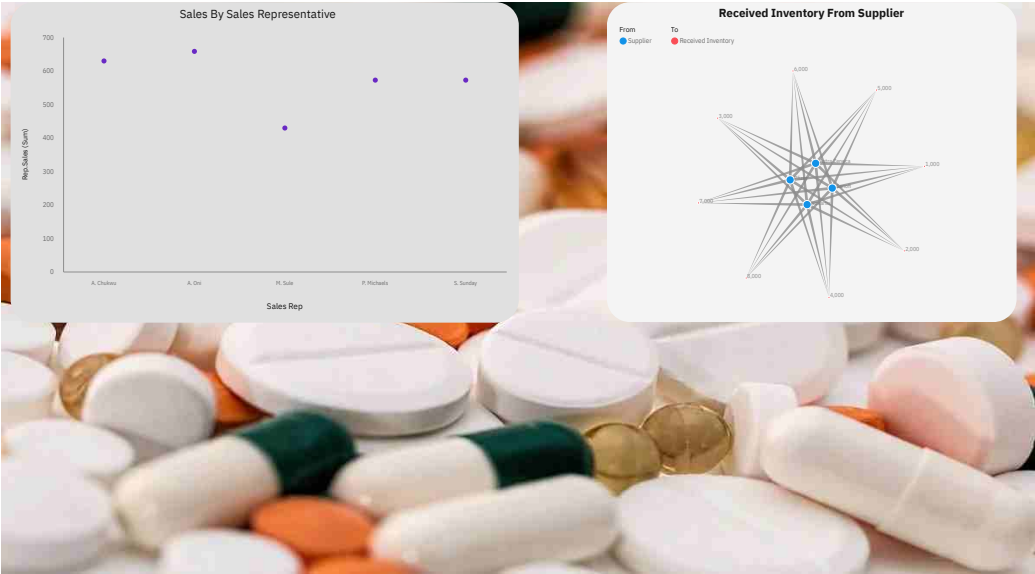 Sales By Sales Representative
Rep.Sales (Sum)
700
600
500
400
300
200
100
0
A. Chukwu
A. Oni
M. Sule
P. Michaels
S. Sunday
Sales Rep
Received Inventory From Supplier
From To
Supplier Received Inventory
6,000
5,000
3,000
1,000
7,000
2,000
8,000
4,000